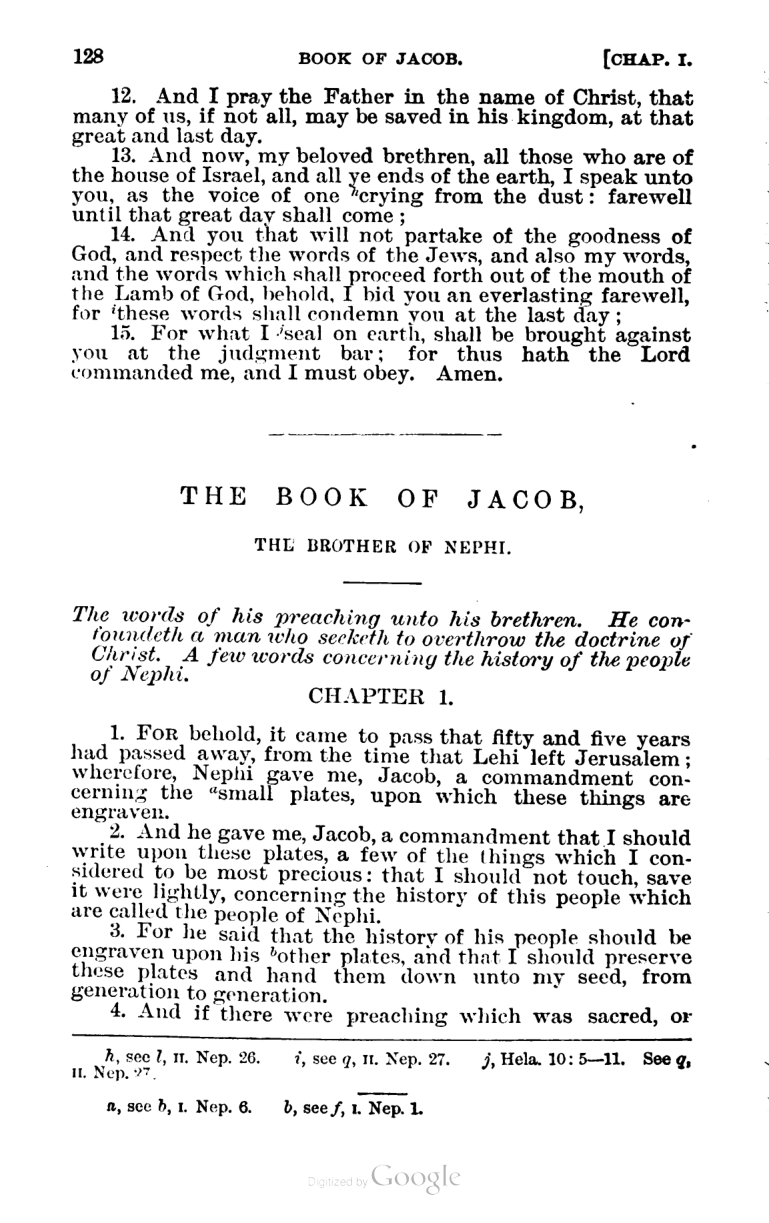 128 BOOK OF JACOB. [CHAP. I.
12. And I pray the Father in the name of Christ, that
many of us, if not all, may be saved in his kingdom, at that
great and last day.
13. And now, my beloved brethren, all those who are of
the house of Israel, and all ye ends of the earth, I speak unto
you, as the voice of one hcrying from the dust: farewell
until that great day shall come;
14. And you that will not partake of the goodness of
God, and respect the words of the Jews, and also my words,
and the words which shall proceed forth out of the mouth of
the Lamb of God, behold, I bid you an everlasting farewell,
for ithese words shall condemn you at the last day;
15. For what I jseal on earth, shall be brought against
you at the judgment bar; for thus hath the Lord
commanded me, and I must obey. Amen.
THE BOOK OF JACOB,
THE BROTHER OF NEPHI.
The words of his preaching unto his brethren. He con-
foundeth a man who seeketh to overthrow the doctrine of
Christ. A few words concerning the history of the people
of Nephi.
CHAPTER 1.
1. FOR behold, it came to pass that fifty and five years
had passed away, from the time that Lehi left Jerusalem;
wherefore, Nephi gave me, Jacob, a commandment con-
cerning the asmall plates, upon which these things are
engraven.
2. And he gave me, Jacob, a commandment that I should
write upon these plates, a few of the things which I con-
sidered to be most precious: that I should not touch, save
it were lightly, concerning the history of this people which
are called the people of Nephi.
3. For he said that the history of his people should be
engraven upon his bother plates, and that I should preserve
these plates and hand them down unto my seed, from
generation to generation.
4. And if there were preaching which was sacred, or
h, see l, II. Nep. 26. i, see q, II. Nep. 27. j, Hela. 10: 5—11. See q,
II. Nep. 27.
a, see b, I. Nep. 6. b, see f, I. Nep. 1.
Digitized by Google